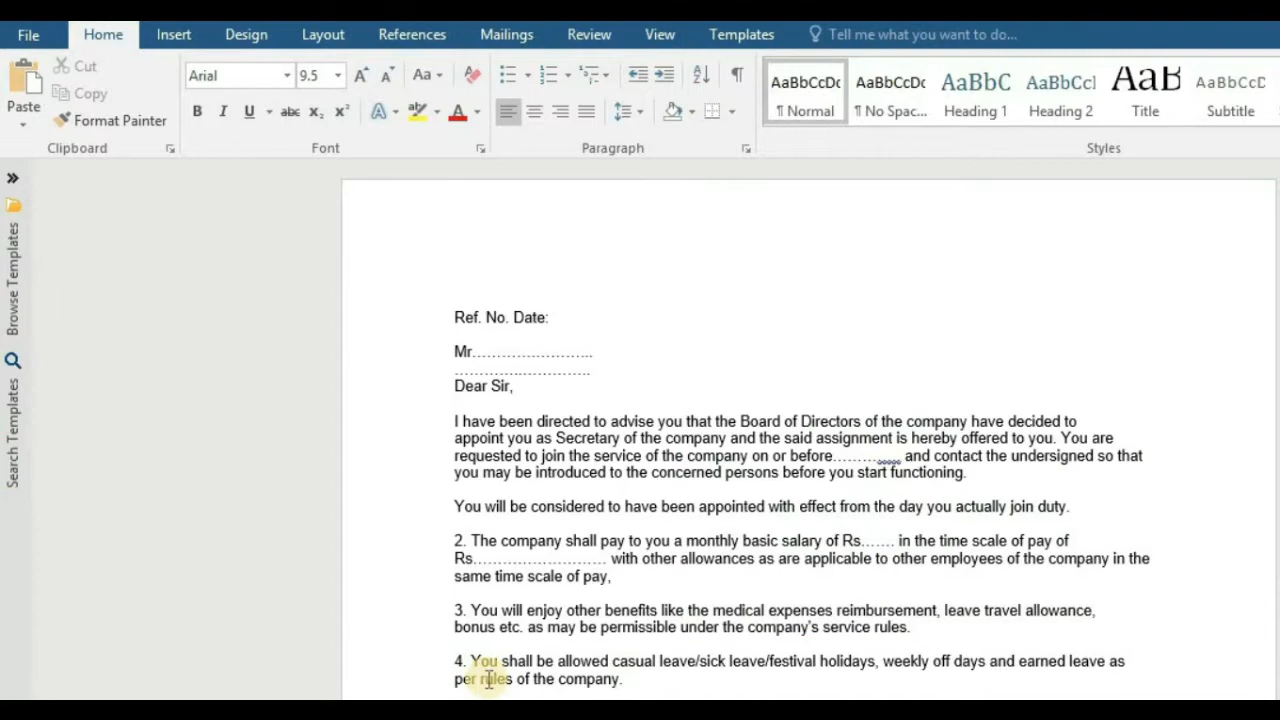 File Home Insert Design Layout References Mailings Review View Templates Tell me what you want to do...
Paste
Cut
Copy
Format Painter
Clipboard
Arial 9.5
Aa
B I U abc x₂ x² A ab A
Font
Paragraph
AaBbCcDc AaBbCcDc AaBbC AaBbCcI AaB AaBbCcD
¶ Normal ¶ No Spac... Heading 1 Heading 2 Title Subtitle
Styles
Browse Templates
Search Templates
Ref. No. Date:
Mr.…………………………..
…………………………..
Dear Sir,
I have been directed to advise you that the Board of Directors of the company have decided to
appoint you as Secretary of the company and the said assignment is hereby offered to you. You are
requested to join the service of the company on or before……………. and contact the undersigned so that
you may be introduced to the concerned persons before you start functioning.
You will be considered to have been appointed with effect from the day you actually join duty.
2. The company shall pay to you a monthly basic salary of Rs……. in the time scale of pay of
Rs………………………. with other allowances as are applicable to other employees of the company in the
same time scale of pay,
3. You will enjoy other benefits like the medical expenses reimbursement, leave travel allowance,
bonus etc. as may be permissible under the company's service rules.
4. You shall be allowed casual leave/sick leave/festival holidays, weekly off days and earned leave as
per rules of the company.